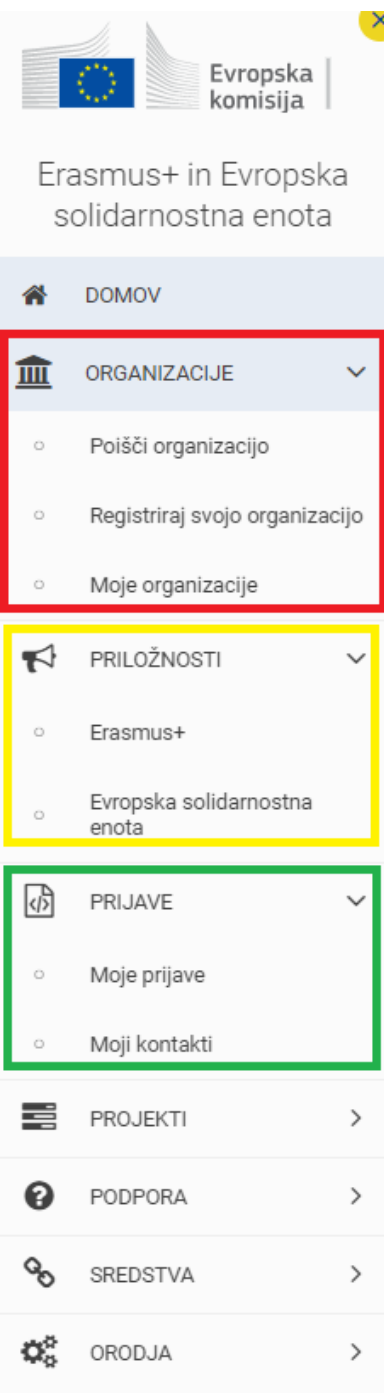 Evropska
komisija
Erasmus+ in Evropska
solidarnostna enota
DOMOV
ORGANIZACIJE
Poišči organizacijo
Registriraj svojo organizacijo
Moje organizacije
PRILOŽNOSTI
Erasmus+
Evropska solidarnostna
enota
PRIJAVE
Moje prijave
Moji kontakti
PROJEKTI
PODPORA
SREDSTVA
ORODJA